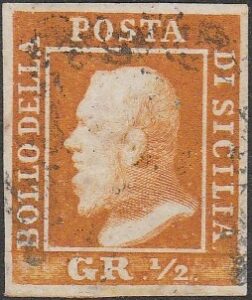 BOLLO DELLA
POSTA
DI SICILIA
GR. ½.